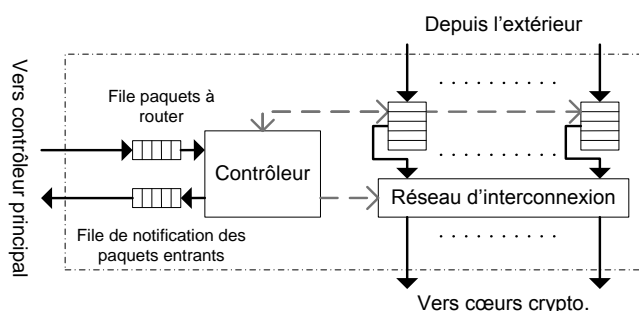 Depuis l'extérieur
Vers contrôleur principal
File paquets à
router
Contrôleur
Réseau d'interconnexion
File de notification des
paquets entrants
Vers cœurs crypto.